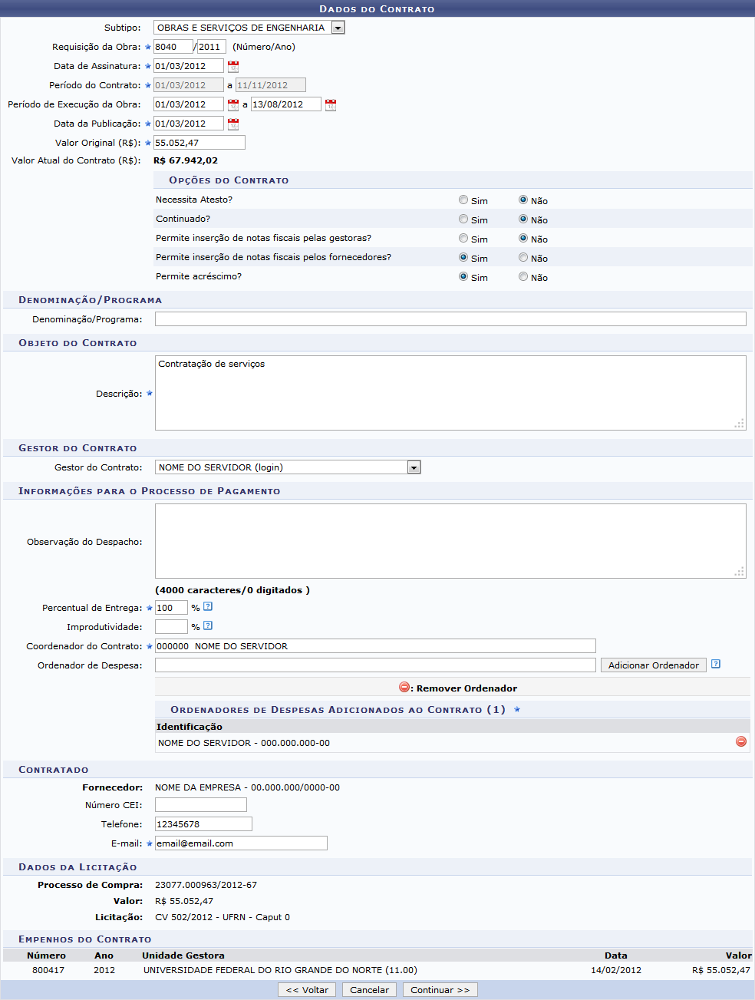 Dados do Contrato
Subtipo: OBRAS E SERVIÇOS DE ENGENHARIA
Requisição da Obra: 8040 / 2011 (Número/Ano)
Data de Assinatura: 01/03/2012
Período do Contrato: 01/03/2012 a 11/11/2012
Período de Execução da Obra: 01/03/2012 a 13/08/2012
Data da Publicação: 01/03/2012
Valor Original (R$): 55.052,47
Valor Atual do Contrato (R$): R$ 67.942,02
Opções do Contrato
Necessita Atesto? Sim Não
Continuado? Sim Não
Permite inserção de notas fiscais pelas gestoras? Sim Não
Permite inserção de notas fiscais pelos fornecedores? Sim Não
Permite acréscimo? Sim Não
Denominação/Programa
Denominação/Programa:
Objeto do Contrato
Contratação de serviços
Descrição:
Gestor do Contrato
Gestor do Contrato: NOME DO SERVIDOR (login)
Informações para o Processo de Pagamento
Observação do Despacho:
(4000 caracteres/0 digitados )
Percentual de Entrega: 100 % ?
Improdutividade: % ?
Coordenador do Contrato: 000000 NOME DO SERVIDOR
Ordenador de Despesa: Adicionar Ordenador ?
: Remover Ordenador
Ordenadores de Despesas Adicionados ao Contrato (1)
Identificação
NOME DO SERVIDOR - 000.000.000-00
Contratado
Fornecedor: NOME DA EMPRESA - 00.000.000/0000-00
Número CEI:
Telefone: 12345678
E-mail: email@email.com
Dados da Licitação
Processo de Compra: 23077.000963/2012-67
Valor: R$ 55.052,47
Licitação: CV 502/2012 - UFRN - Caput 0
Empenhos do Contrato
Número Ano Unidade Gestora Data Valor
800417 2012 UNIVERSIDADE FEDERAL DO RIO GRANDE DO NORTE (11.00) 14/02/2012 R$ 55.052,47
<< Voltar Cancelar Continuar >>